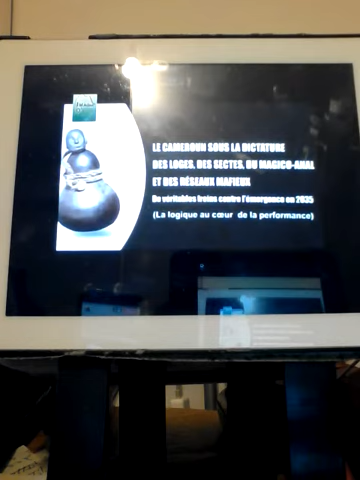 LE CAMEROUN SOUS LA DICTATURE
DES LOGES, DES SECTES, DU MAGICO-ANAL
ET DES RÉSEAUX MAFIEUX
De véritables freins contre l'émergence en 2035
(La logique au cœur de la performance)